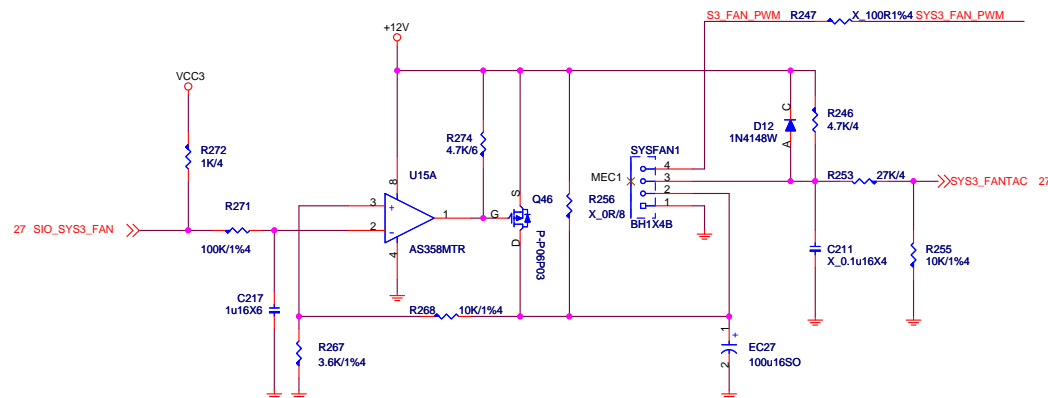 S3_FAN_PWM R247 X_100R1%4 SYS3_FAN_PWM
+12V
VCC3
R272
1K/4
R274
4.7K/6
D12
1N4148W
C
A
R246
4.7K/4
SYSFAN1
MEC1
4
3
2
1
BH1X4B
U15A
8
3
+
2
-
1
4
AS358MTR
S
G
D
Q46
P-P06P03
R256
X_0R/8
R253 27K/4
SYS3_FANTAC 27
27 SIO_SYS3_FAN
R271
100K/1%4
C217
1u16X6
R268 10K/1%4
R267
3.6K/1%4
C211
X_0.1u16X4
R255
10K/1%4
1
+
2
EC27
100u16SO